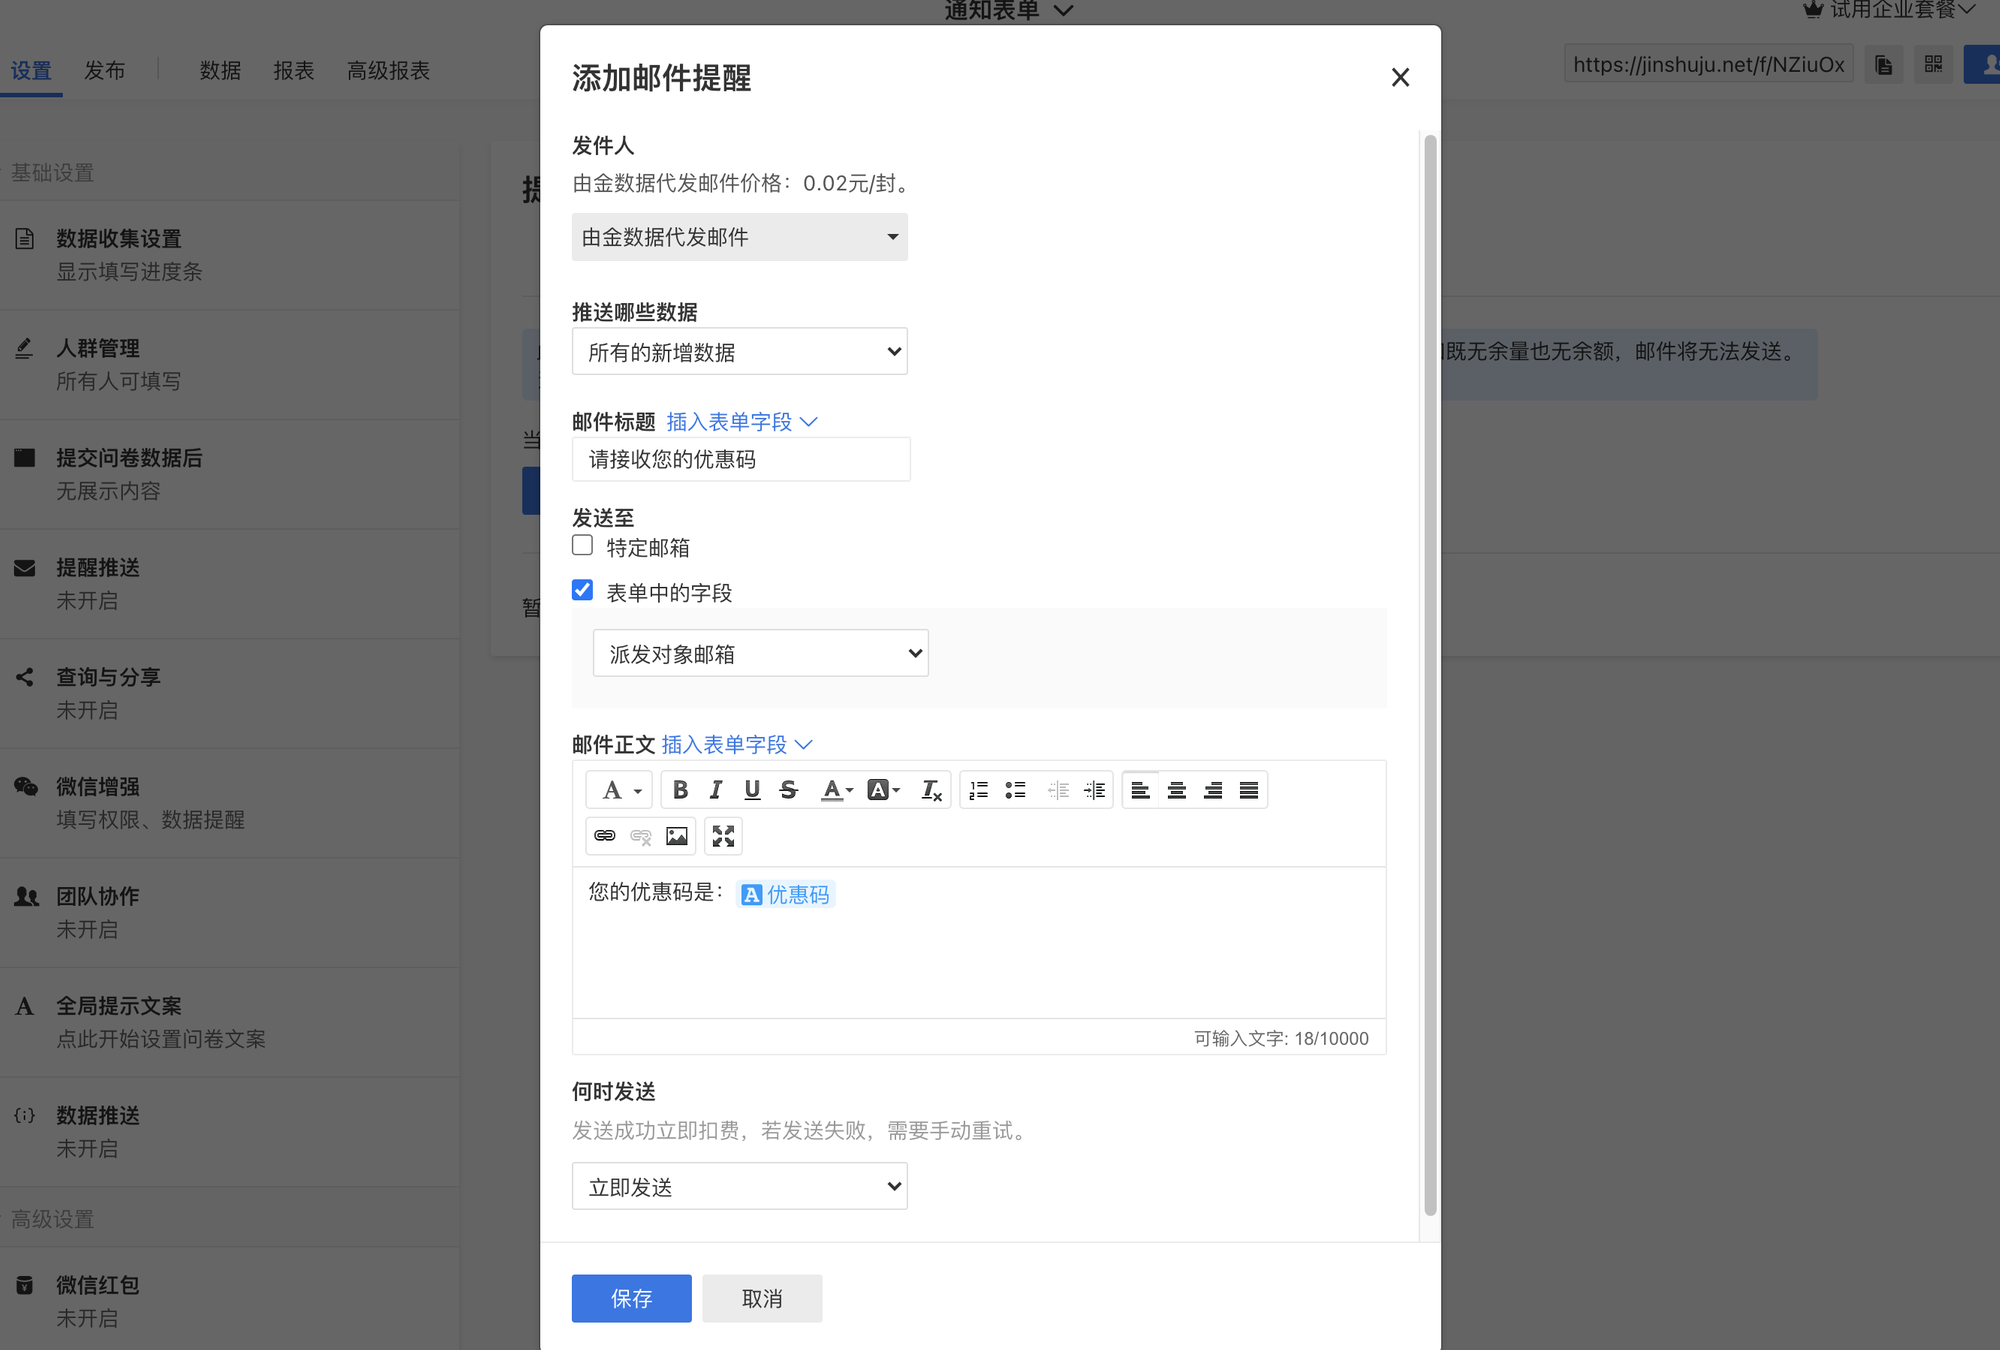 通知表单
试用企业套餐
设置
发布
数据
报表
高级报表
https://jinshuju.net/f/NZiuOx
基础设置
数据收集设置
显示填写进度条
人群管理
所有人可填写
提交问卷数据后
无展示内容
提醒推送
未开启
查询与分享
未开启
微信增强
填写权限、数据提醒
团队协作
未开启
全局提示文案
点此开始设置问卷文案
数据推送
未开启
高级设置
微信红包
未开启
既无余量也无余额，邮件将无法发送。
当
暂
添加邮件提醒
发件人
由金数据代发邮件价格：0.02元/封。
由金数据代发邮件
推送哪些数据
所有的新增数据
邮件标题 插入表单字段
请接收您的优惠码
发送至
特定邮箱
表单中的字段
派发对象邮箱
邮件正文 插入表单字段
您的优惠码是： 优惠码
可输入文字: 18/10000
何时发送
发送成功立即扣费，若发送失败，需要手动重试。
立即发送
保存
取消